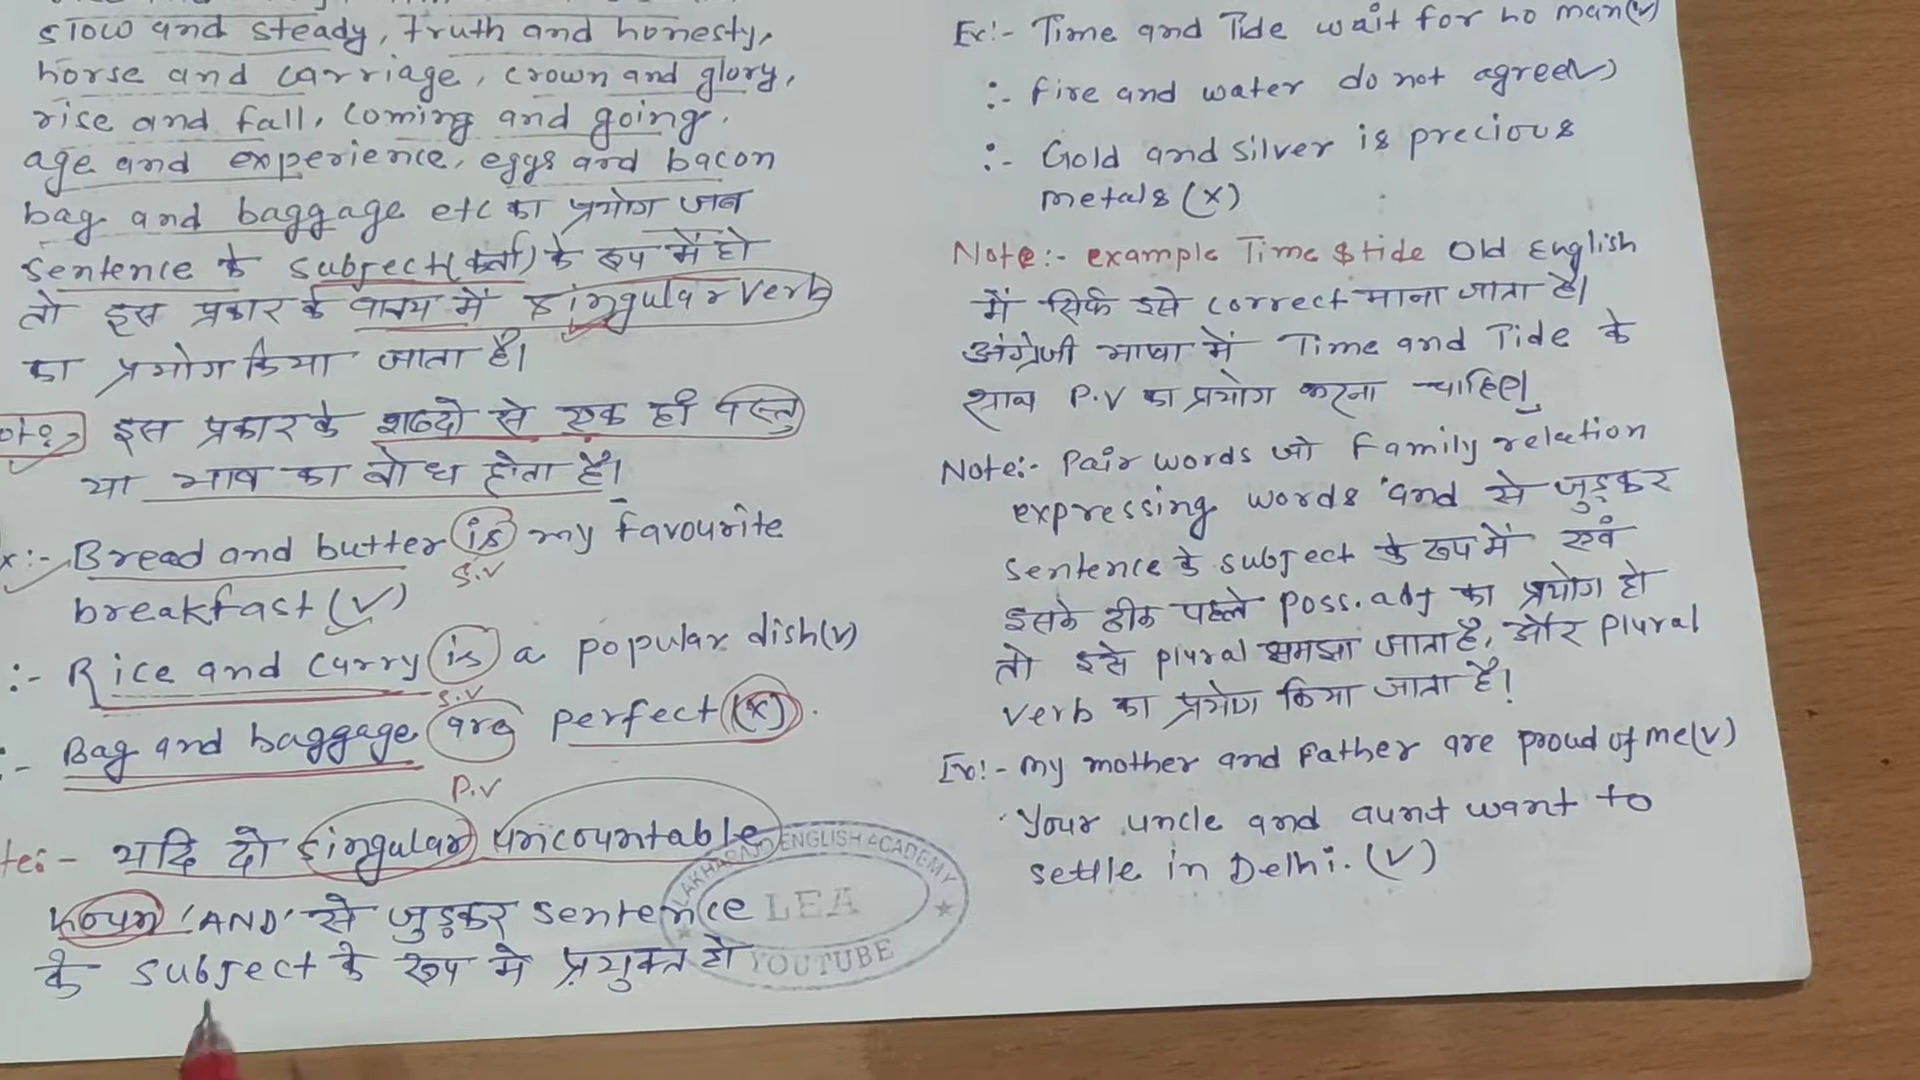 slow and steady, truth and honesty,
horse and carriage, crown and glory,
rise and fall, coming and going,
age and experience, eggs and bacon
bag and baggage etc का प्रयोग जब
sentence के subject (कर्ता) के रूप में हो
तो इस प्रकार के वाक्य में singular verb
का प्रयोग किया जाता है।
इस प्रकार के शब्दो से एक ही वस्तु
या भाव का बोध होता है।
Bread and butter is my favourite
S.V
breakfast (✓)
:- Rice and curry is a popular dish (✓)
S.V
:- Bag and baggage are perfect (x).
P.V
यदि दो singular uncountable
noun 'AND' से जुड़कर sentence
के subject के रूप मे प्रयुक्त हो
Ex:- Time and Tide wait for no man (✓)
:- Fire and water do not agree (✓)
:- Gold and silver is precious
metals (x)
Note:- example Time & tide Old English
में सिर्फ इसे correct माना जाता है।
अंग्रेजी भाषा में Time and Tide के
साथ P.V का प्रयोग करना चाहिए।
Note:- Pair words जो Family relation
expressing words and से जुड़कर
sentence के subject के रूप में एवं
इसके ठीक पहले poss. adj का प्रयोग हो
तो इसे plural समझा जाता है, और plural
verb का प्रयोग किया जाता है।
Ex:- My mother and Father are proud of me (✓)
Your uncle and aunt want to
settle in Delhi. (✓)
ENGLISH ACADEMY
LEA
YOUTUBE